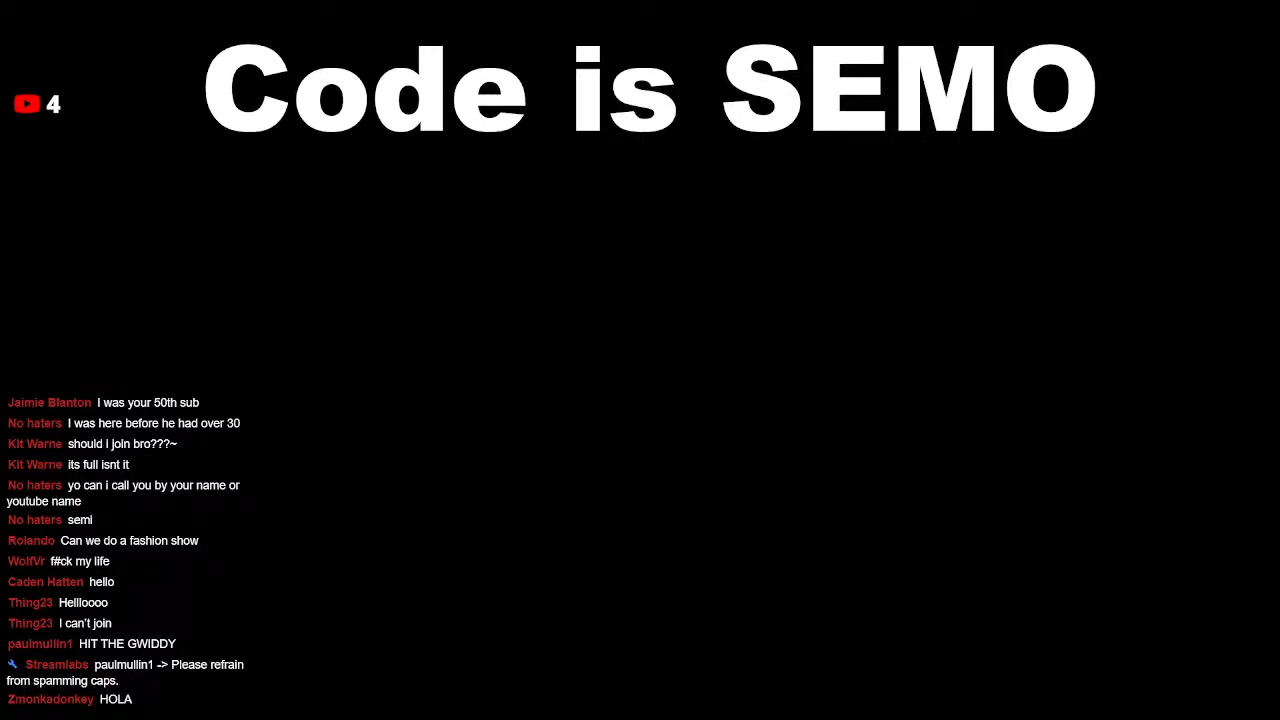 Code is SEMO
4
Jaimie Blanton I was your 50th sub
No haters I was here before he had over 30
Kit Warne should i join bro???~
Kit Warne its full isnt it
No haters yo can i call you by your name or
youtube name
No haters semi
Rolando Can we do a fashion show
WolfVr f#ck my life
Caden Hatten hello
Thing23 Hellloooo
Thing23 I can't join
paulmullin1 HIT THE GWIDDY
Streamlabs paulmullin1 -> Please refrain
from spamming caps.
Zmonkadonkey HOLA